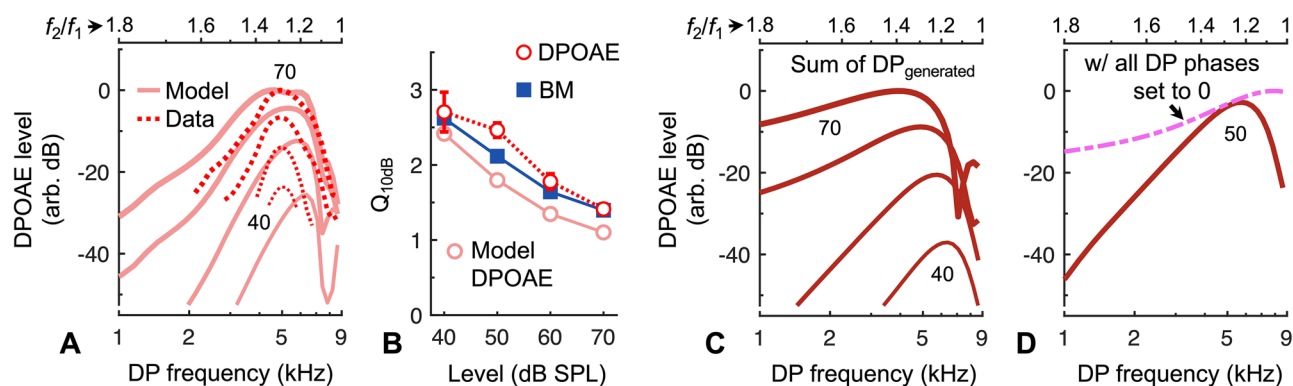 f₂/f₁ 1.8 1.6 1.4 1.2 1
DPOAE level
(arb. dB)
0
-20
-40
70
Model
Data
40
1 2 5 9
A
DP frequency (kHz)
Q₁₀dB
3
2
1
0
DPOAE
BM
Model
DPOAE
40 50 60 70
B
Level (dB SPL)
f₂/f₁ 1.8 1.6 1.4 1.2 1
DPOAE level
(arb. dB)
0
-20
-40
Sum of DPgenerated
70
40
1 2 5 9
C
DP frequency (kHz)
1.8 1.6 1.4 1.2 1
0
-20
-40
w/ all DP phases
set to 0
50
1 2 5 9
D
DP frequency (kHz)